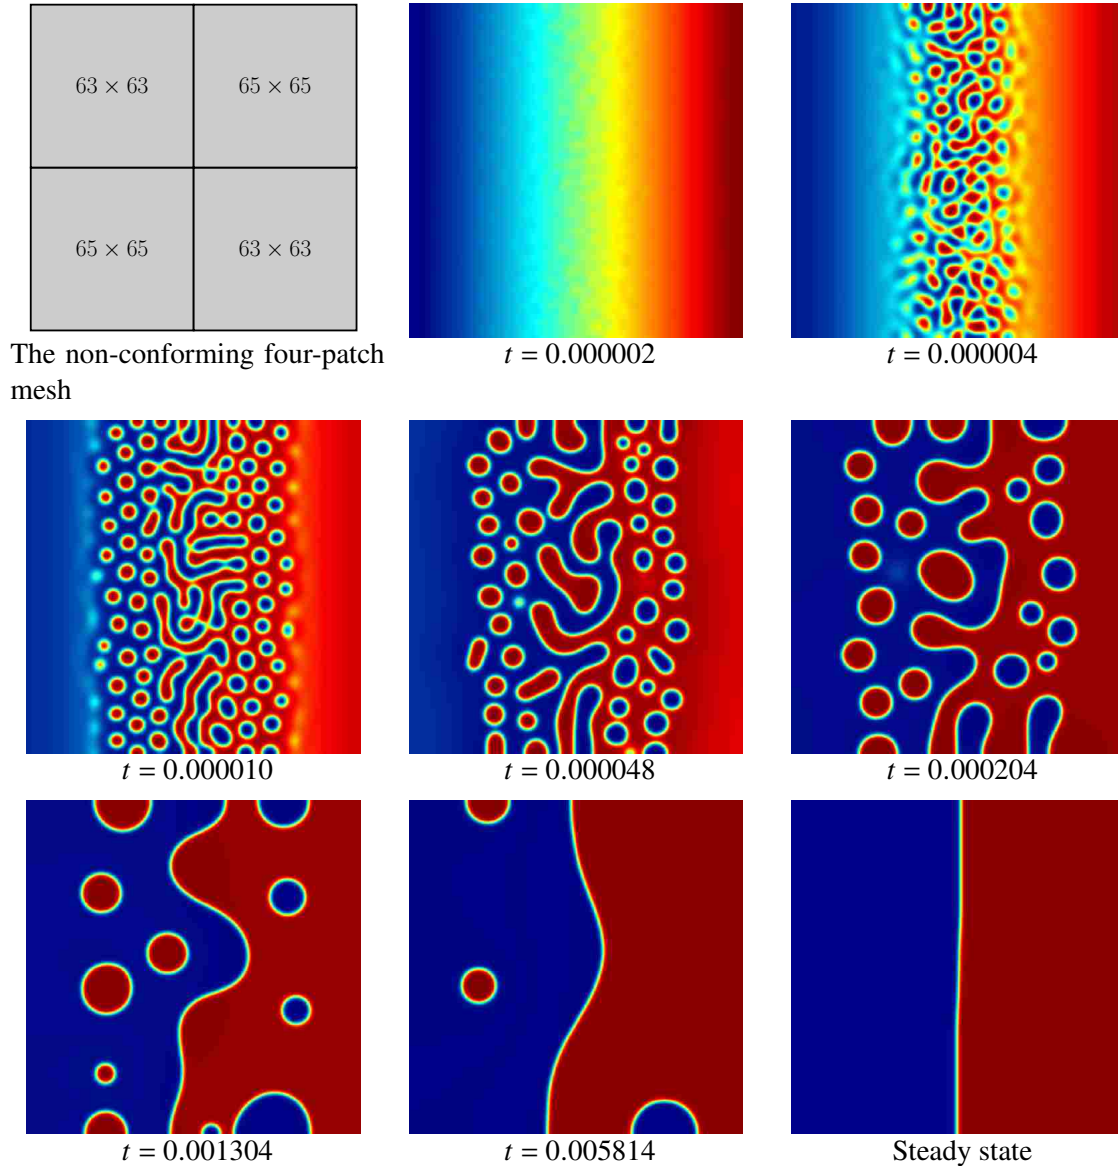 63 × 63
65 × 65
65 × 65
63 × 63
The non-conforming four-patch
mesh
t = 0.000002
t = 0.000004
t = 0.000010
t = 0.000048
t = 0.000204
t = 0.001304
t = 0.005814
Steady state